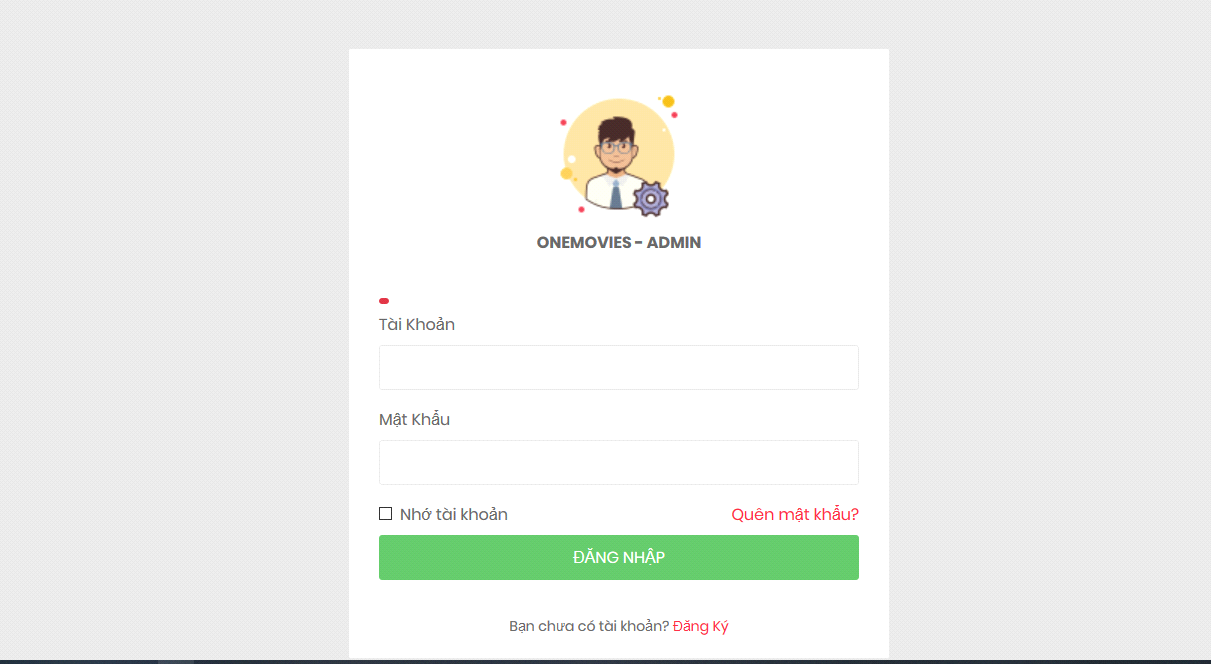 ONEMOVIES - ADMIN
Tài Khoản
Mật Khẩu
Nhớ tài khoản Quên mật khẩu?
ĐĂNG NHẬP
Bạn chưa có tài khoản? Đăng Ký